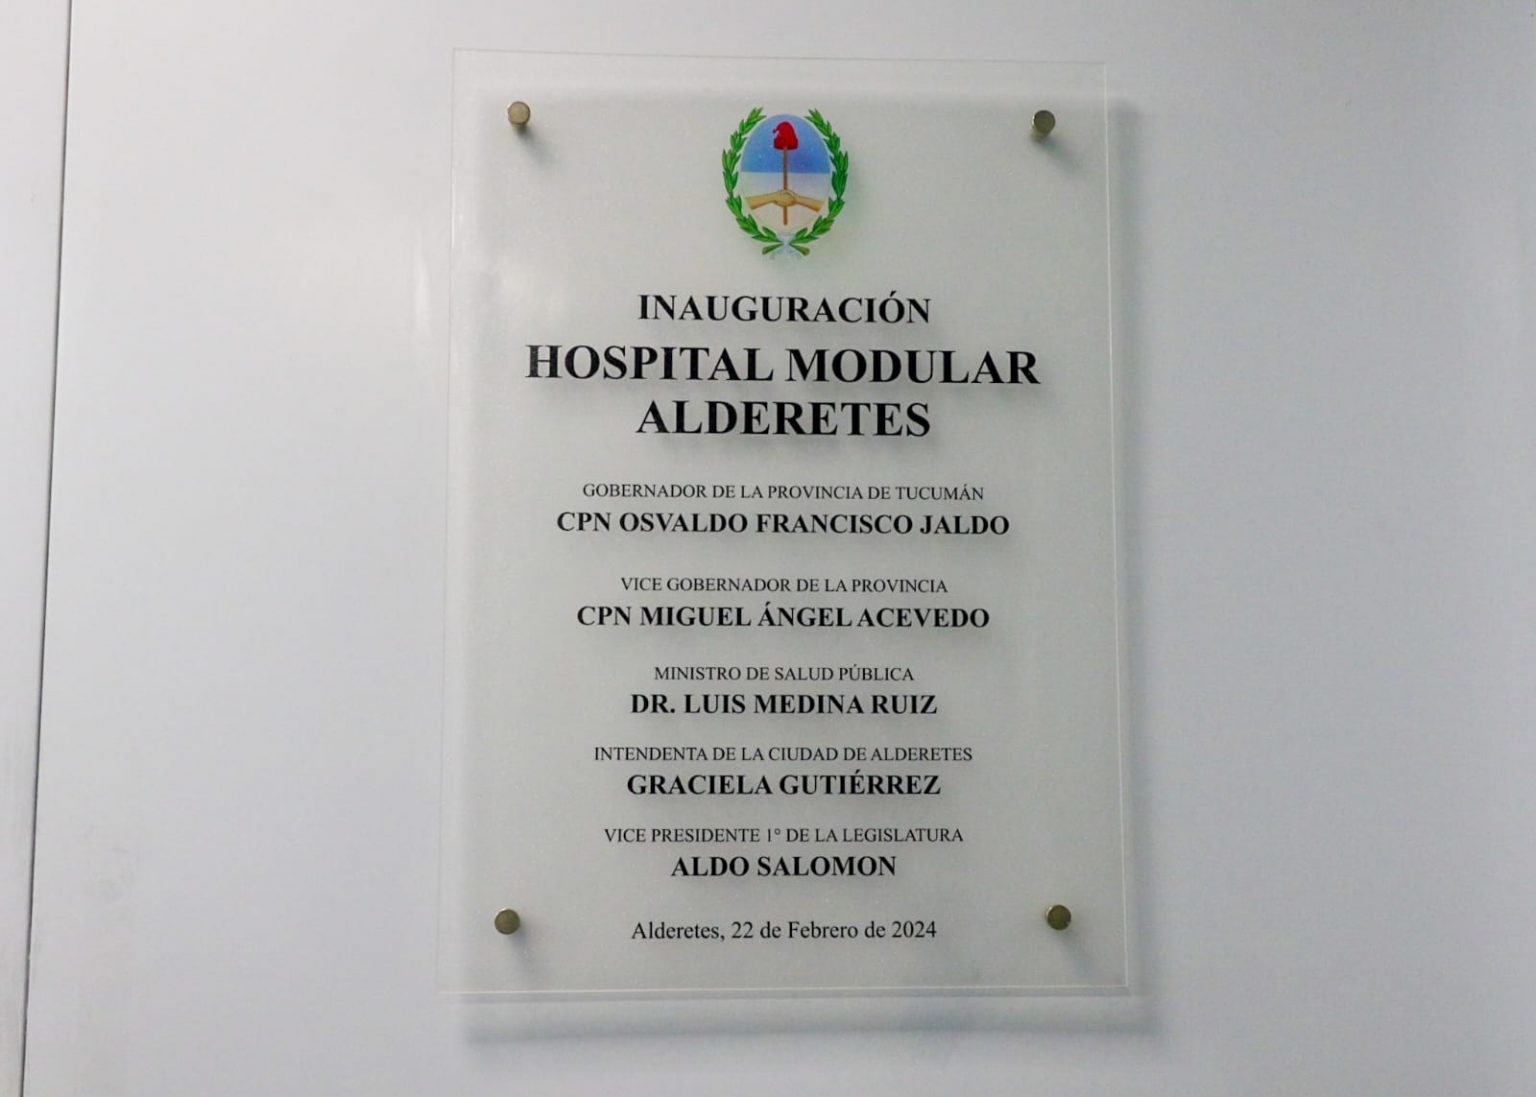 INAUGURACIÓN
HOSPITAL MODULAR
ALDERETES
GOBERNADOR DE LA PROVINCIA DE TUCUMÁN
CPN OSVALDO FRANCISCO JALDO
VICE GOBERNADOR DE LA PROVINCIA
CPN MIGUEL ÁNGEL ACEVEDO
MINISTRO DE SALUD PÚBLICA
DR. LUIS MEDINA RUIZ
INTENDENTA DE LA CIUDAD DE ALDERETES
GRACIELA GUTIÉRREZ
VICE PRESIDENTE 1° DE LA LEGISLATURA
ALDO SALOMON
Alderetes, 22 de Febrero de 2024